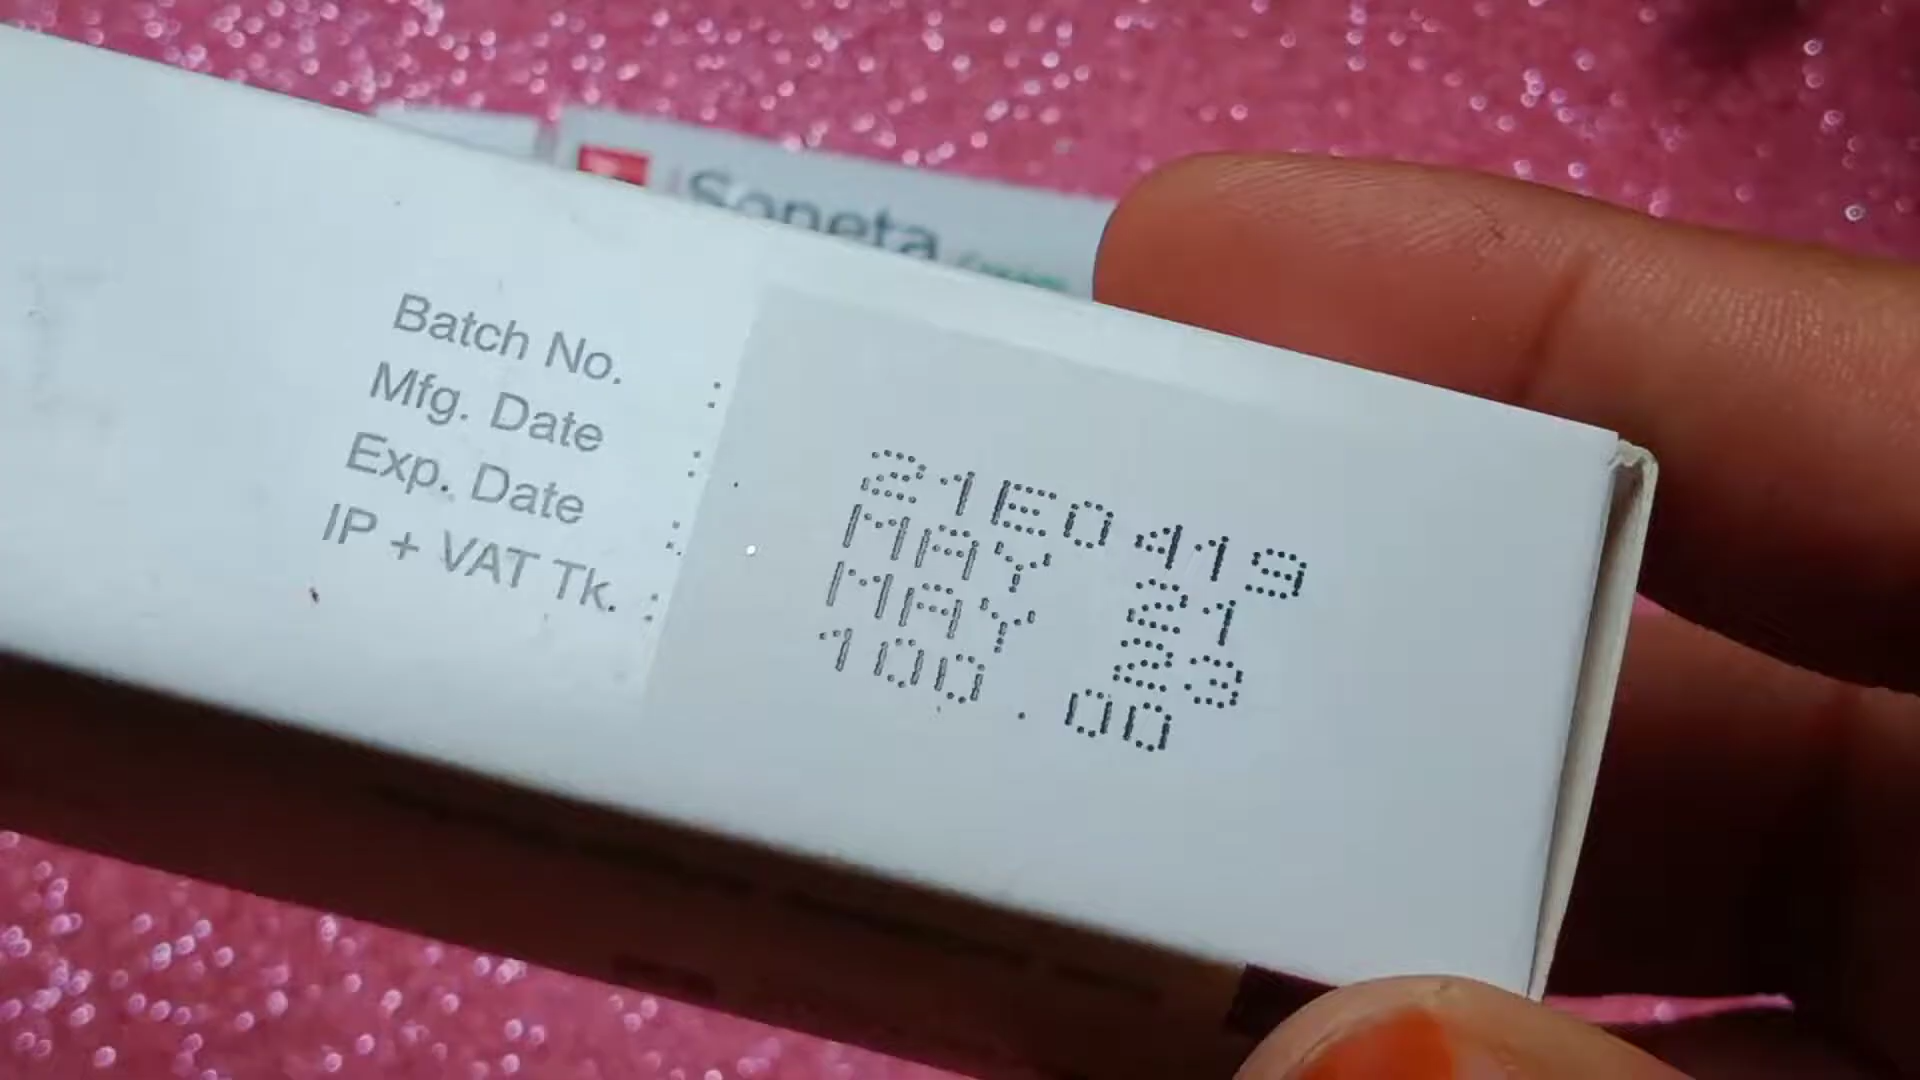 Soneta
Batch No. : 21E0419
Mfg. Date : MAY 21
Exp. Date : MAY 23
IP + VAT Tk. : 100.00